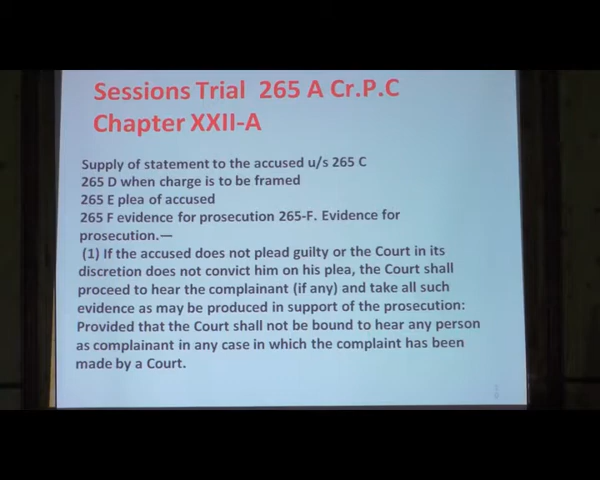 Sessions Trial 265 A Cr.P.C
Chapter XXII-A
Supply of statement to the accused u/s 265 C
265 D when charge is to be framed
265 E plea of accused
265 F evidence for prosecution 265-F. Evidence for
prosecution.—
(1) If the accused does not plead guilty or the Court in its
discretion does not convict him on his plea, the Court shall
proceed to hear the complainant (if any) and take all such
evidence as may be produced in support of the prosecution:
Provided that the Court shall not be bound to hear any person
as complainant in any case in which the complaint has been
made by a Court.